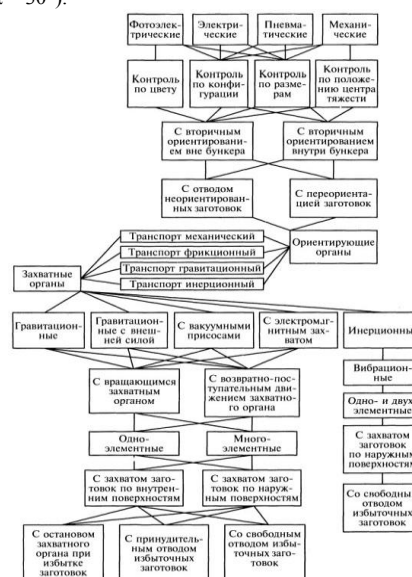 Фотоэлек- Электри- Пневма- Механи-
трические ческие тические ческие
Контроль Контроль Контроль Контроль
по цвету по конфи- по разме- по положе-
гурации рам нию центра
тяжести
С вторичным С вторичным
ориентировани- ориентированием
ем вне бункера внутри бункера
С отводом С переориента-
неориентирован- цией заготовок
ных заготовок
Транспорт механический
Транспорт фрикционный
Транспорт гравитационный
Транспорт инерционный
Ориентирующие
органы
Захватные
органы
Гравитацион- Гравитацион- С вакуумными С электромаг- Инерционны
ные ные с внеш- присосами нитным зах-
ней силой ватом
С вращающимся С возвратно-пос-
захватным тупательным дви-
органом жением захватно-
го органа
Вибрацион-
ные
Одно- и двух
элементные
Одно- Много-
элементные элементные
С захватом
заготовок
по наружным
поверхностям
С захватом заго- С захватом заго-
товок по внутрен- товок по наруж-
ним поверхностям ным поверхностям
Со свободным
отводом
избыточных
заготовок
С остановом С принудитель- Со свободным
захватного ным отводом отводом избы-
органа при избыточных точных заго-
избытке заготовок товок
заготовок